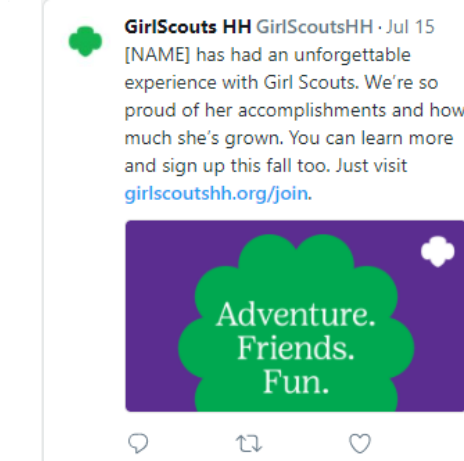 GirlScouts HH GirlScoutsHH · Jul 15
[NAME] has had an unforgettable
experience with Girl Scouts. We’re so
proud of her accomplishments and how
much she’s grown. You can learn more
and sign up this fall too. Just visit
girlscoutshh.org/join.
Adventure.
Friends.
Fun.